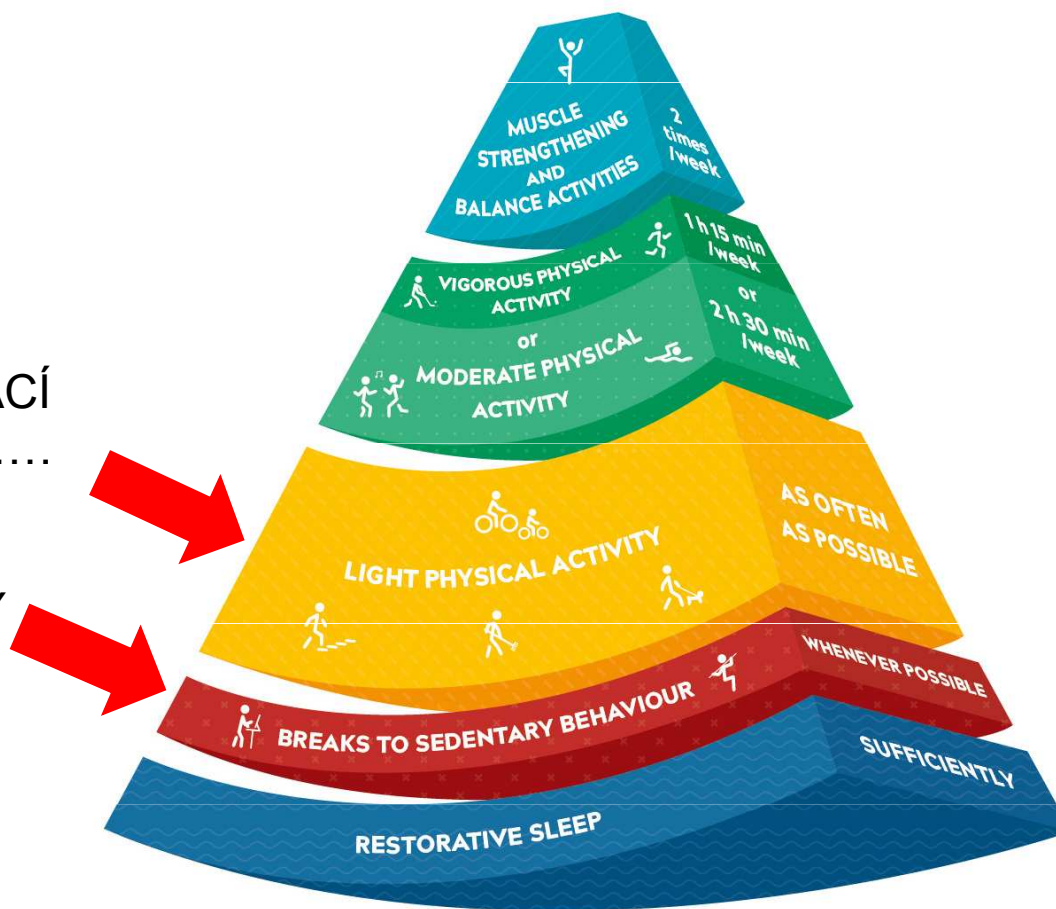 MUSCLE
STRENGTHENING
AND
BALANCE ACTIVITIES
2
times
/week
VIGOROUS PHYSICAL
ACTIVITY
1 h 15 min
/week
or
or
2 h 30 min
/week
MODERATE PHYSICAL
ACTIVITY
ACÍ
....
LIGHT PHYSICAL ACTIVITY
AS OFTEN
AS POSSIBLE
BREAKS TO SEDENTARY BEHAVIOUR
WHENEVER POSSIBLE
RESTORATIVE SLEEP
SUFFICIENTLY